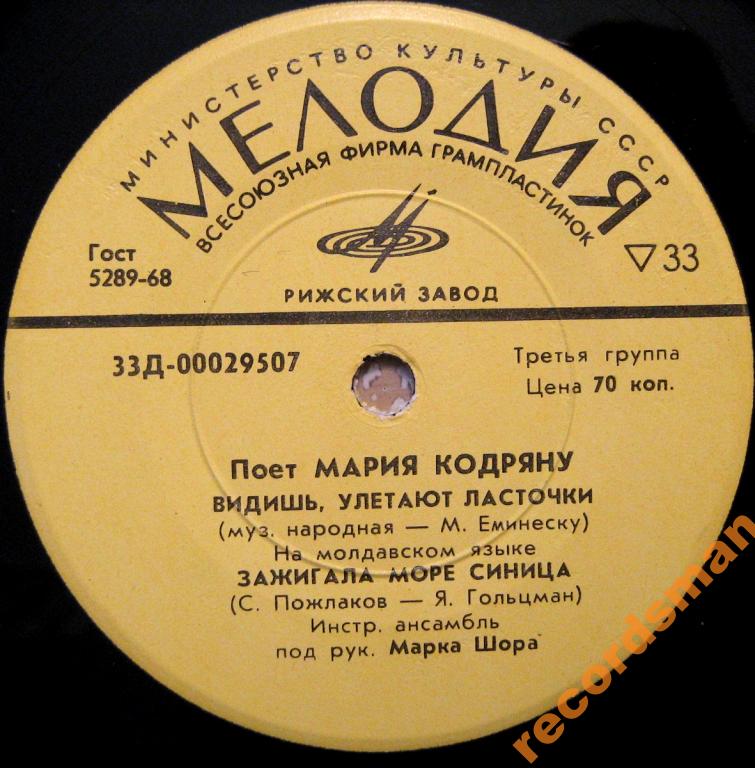 МИНИСТЕРСТВО КУЛЬТУРЫ СССР
МЕЛОДИЯ
ВСЕСОЮЗНАЯ ФИРМА ГРАМПЛАСТИНОК
Гост
5289-68
33
РИЖСКИЙ ЗАВОД
33Д-00029507
Третья группа
Цена 70 коп.
Поет МАРИЯ КОДРЯНУ
ВИДИШЬ, УЛЕТАЮТ ЛАСТОЧКИ
(муз. народная — М. Еминеску)
На молдавском языке
ЗАЖИГАЛА МОРЕ СИНИЦА
(С. Пожлаков — Я. Гольцман)
Инстр. ансамбль
под рук. Марка Шора
recordsman